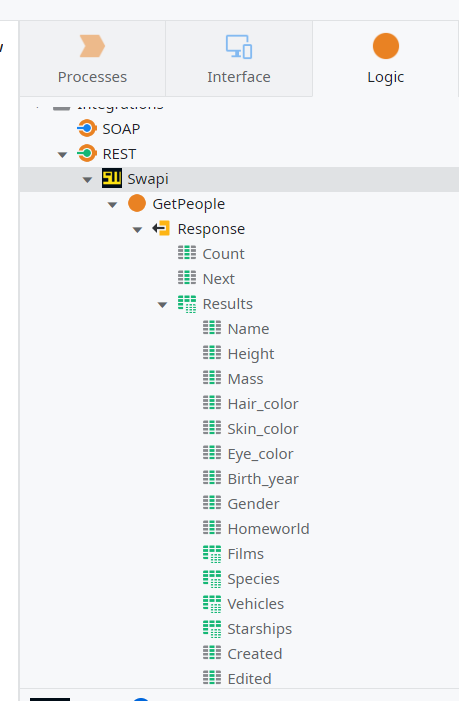 Processes
Interface
Logic
Integrations
SOAP
REST
Swapi
GetPeople
Response
Count
Next
Results
Name
Height
Mass
Hair_color
Skin_color
Eye_color
Birth_year
Gender
Homeworld
Films
Species
Vehicles
Starships
Created
Edited